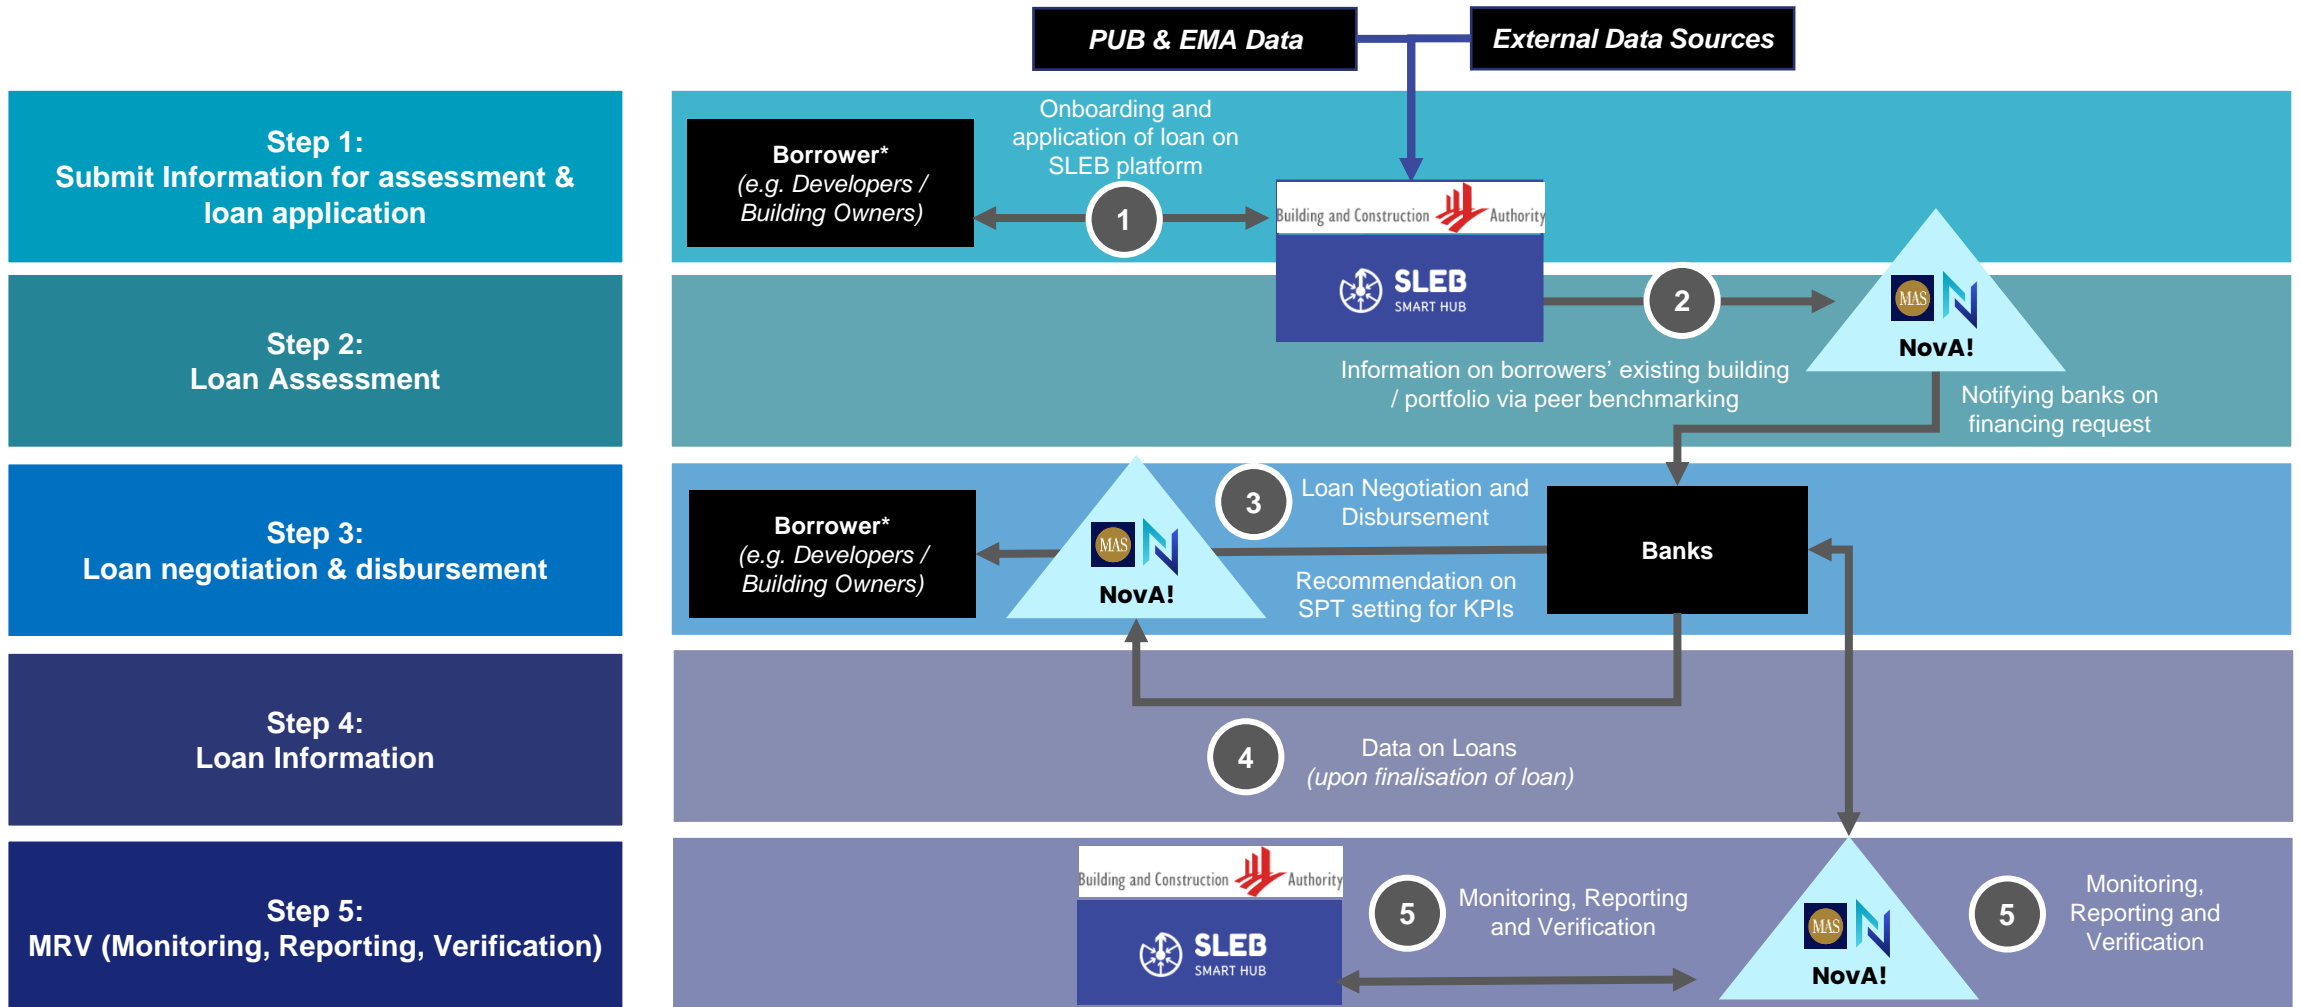 PUB & EMA Data
External Data Sources
Step 1:
Submit Information for assessment &
loan application
Borrower*
(e.g. Developers /
Building Owners)
Onboarding and
application of loan on
SLEB platform
1
Building and Construction Authority
SLEB
SMART HUB
Step 2:
Loan Assessment
2
Information on borrowers’ existing building
/ portfolio via peer benchmarking
MAS
NovA!
Notifying banks on
financing request
Step 3:
Loan negotiation & disbursement
Borrower*
(e.g. Developers /
Building Owners)
MAS
NovA!
3
Loan Negotiation and
Disbursement
Recommendation on
SPT setting for KPIs
Banks
Step 4:
Loan Information
4
Data on Loans
(upon finalisation of loan)
Step 5:
MRV (Monitoring, Reporting, Verification)
Building and Construction Authority
SLEB
SMART HUB
5
Monitoring, Reporting
and Verification
MAS
NovA!
5
Monitoring,
Reporting and
Verification